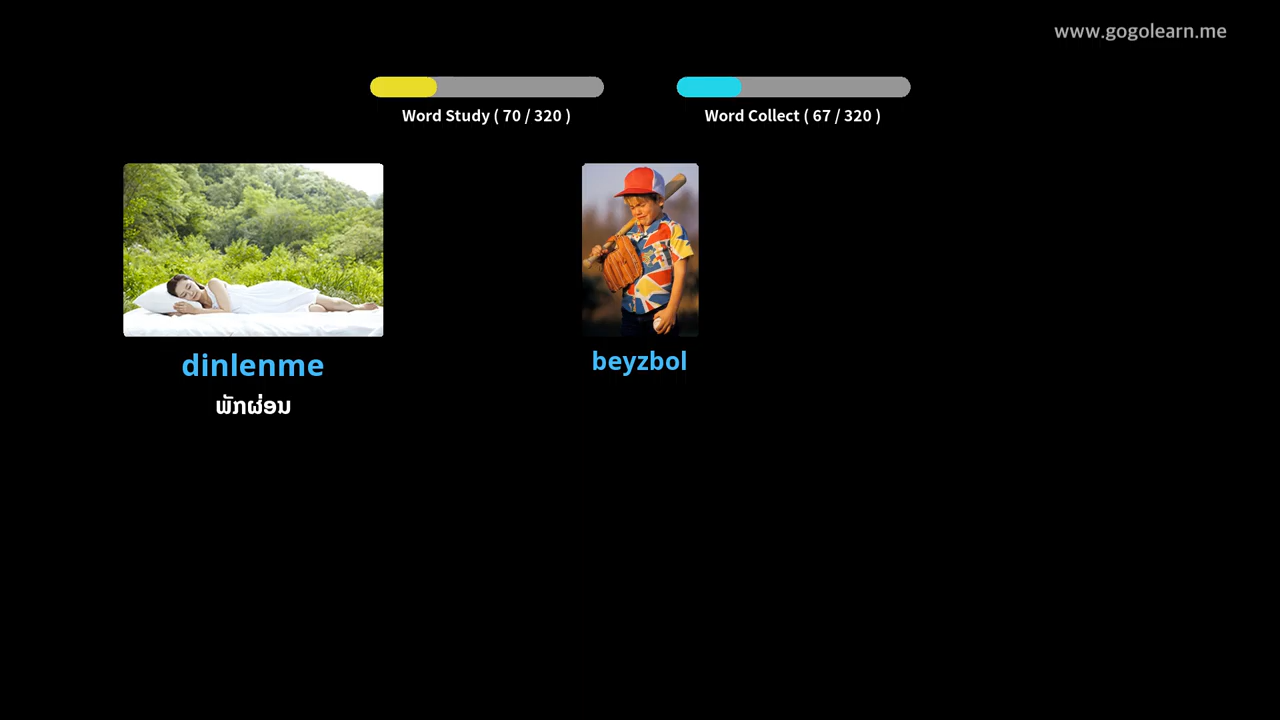 www.gogolearn.me
Word Study ( 70 / 320 )
Word Collect ( 67 / 320 )
dinlenme
ພັກຜ່ອນ
beyzbol